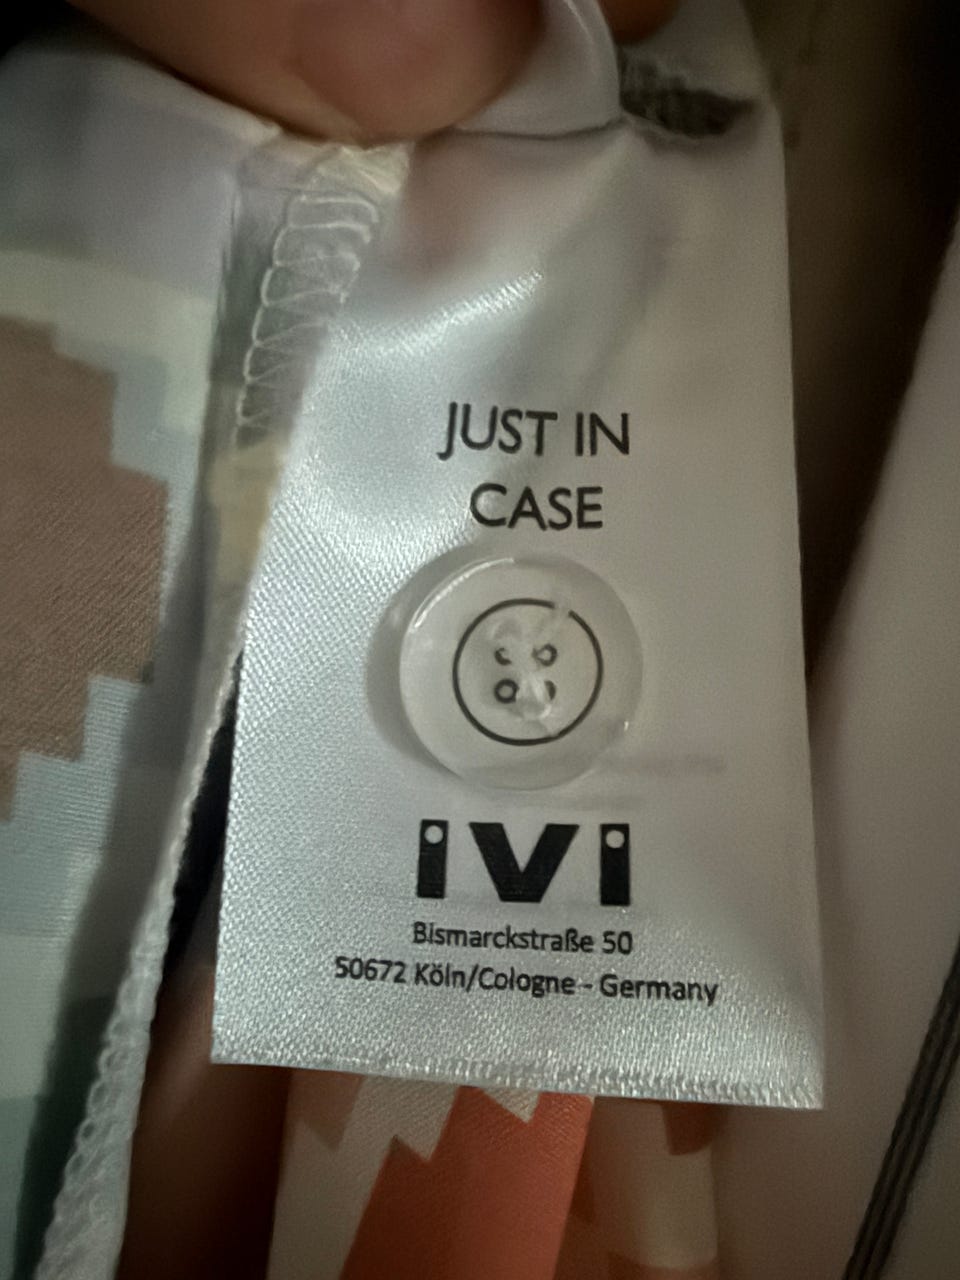 JUST IN
CASE
iVi
Bismarckstraße 50
50672 Köln/Cologne - Germany